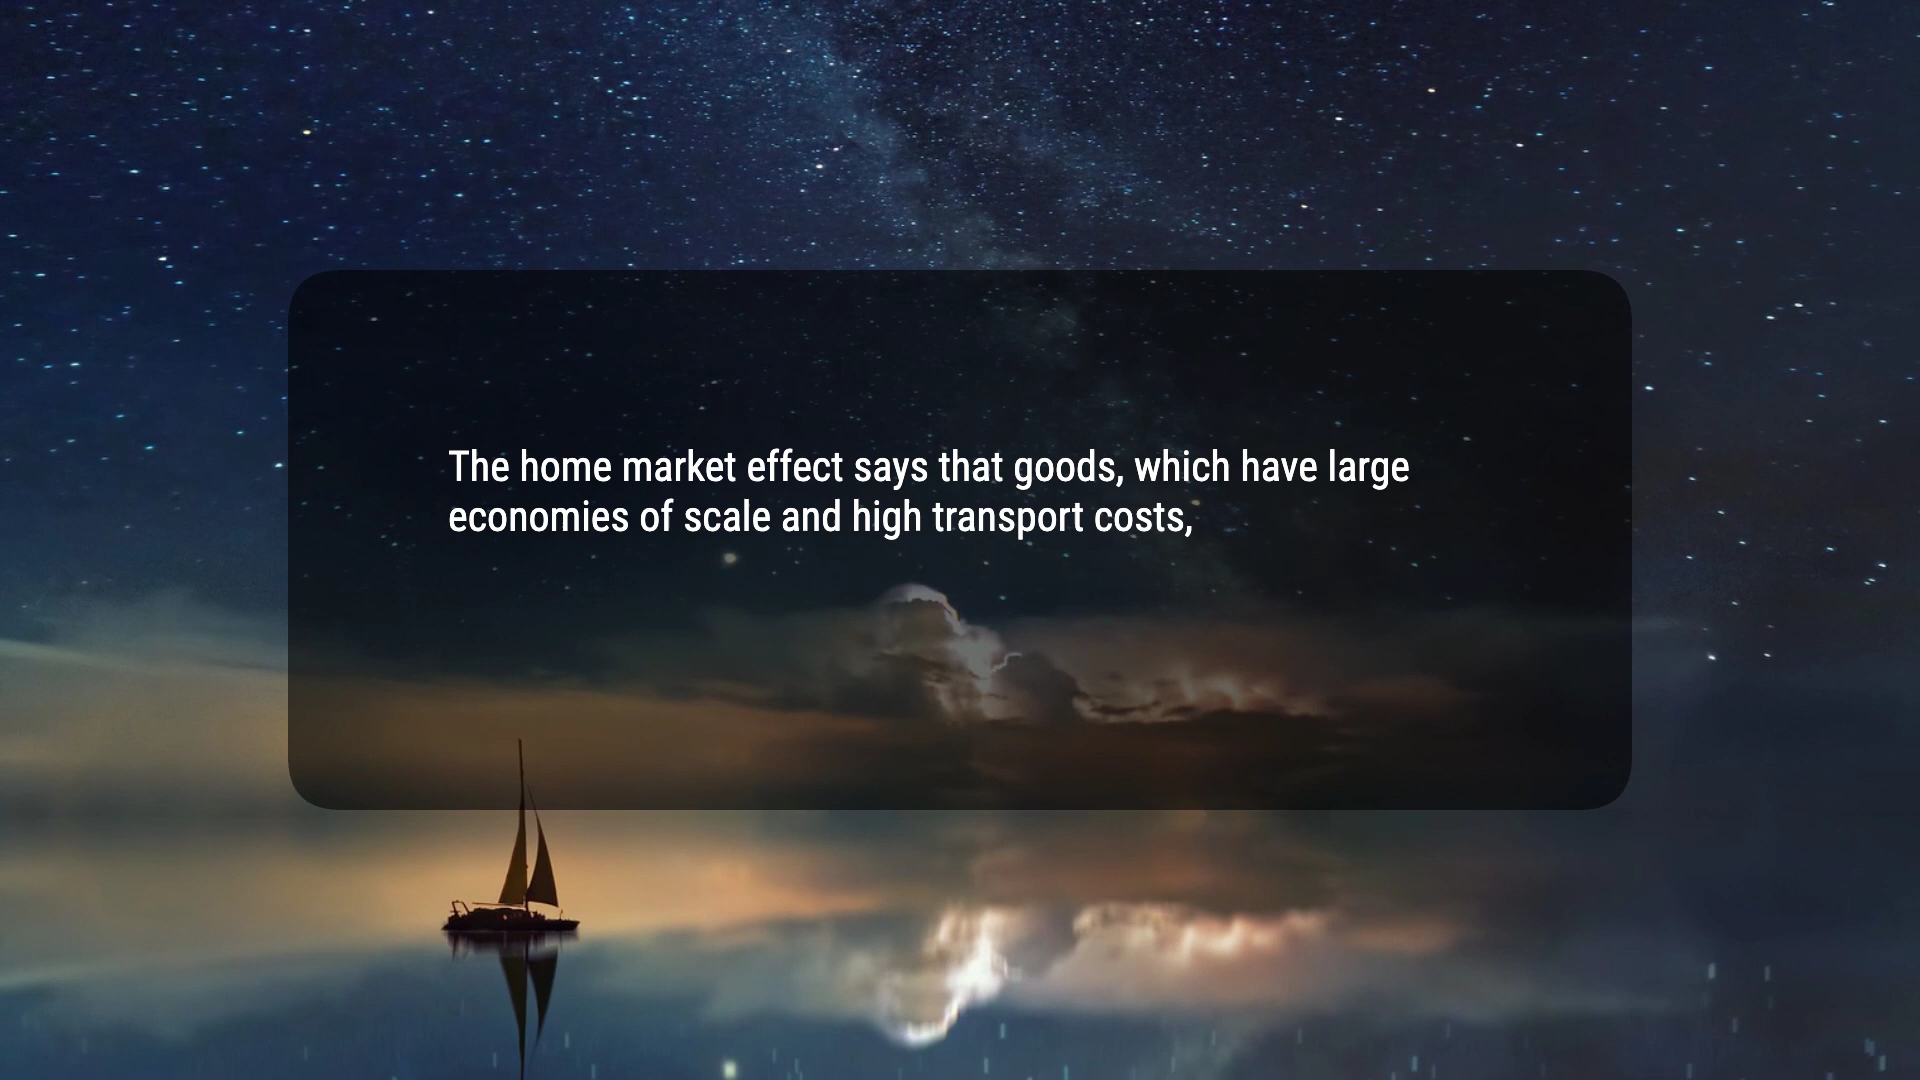 The home market effect says that goods, which have large
economies of scale and high transport costs,